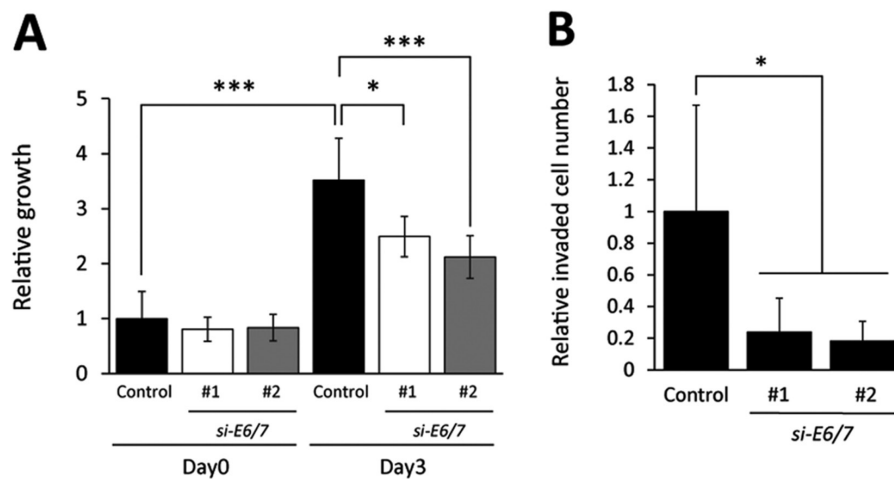 A
***
***
*
Relative growth
5
4
3
2
1
0
Control #1 #2 Control #1 #2
si-E6/7 si-E6/7
Day0 Day3
B
*
Relative invaded cell number
1.8
1.6
1.4
1.2
1
0.8
0.6
0.4
0.2
0
Control #1 #2
si-E6/7